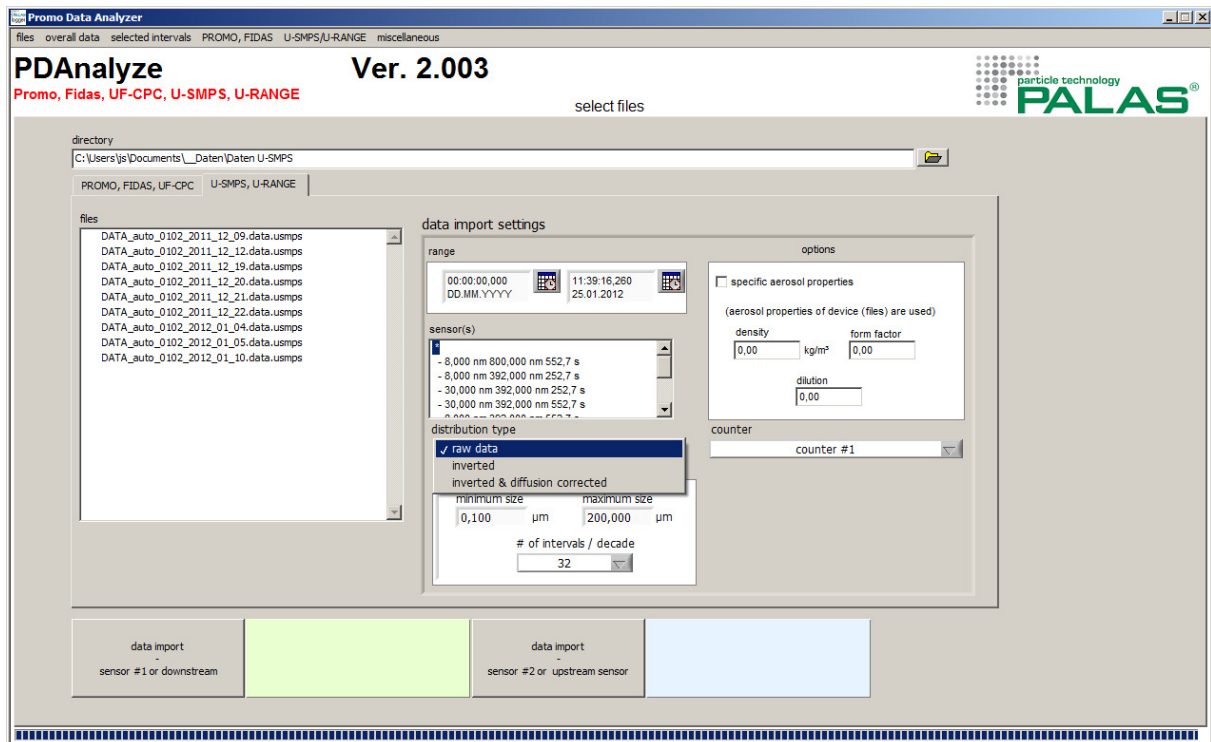 Promo Data Analyzer
files overall data selected intervals PROMO, FIDAS U-SMPS/U-RANGE miscellaneous
PDAnalyze Ver. 2.003
Promo, Fidas, UF-CPC, U-SMPS, U-RANGE
select files
particle technology
PALAS®
directory
C:\Users\js\Documents\__Daten\Daten U-SMPS
PROMO, FIDAS, UF-CPC U-SMPS, U-RANGE
files
DATA_auto_0102_2011_12_09.data.usmps
DATA_auto_0102_2011_12_12.data.usmps
DATA_auto_0102_2011_12_19.data.usmps
DATA_auto_0102_2011_12_20.data.usmps
DATA_auto_0102_2011_12_21.data.usmps
DATA_auto_0102_2011_12_22.data.usmps
DATA_auto_0102_2012_01_04.data.usmps
DATA_auto_0102_2012_01_05.data.usmps
DATA_auto_0102_2012_01_10.data.usmps
data import settings
range
00:00:00,000 11:39:16,260
DD.MM.YYYY 25.01.2012
sensor(s)
*
- 8,000 nm 800,000 nm 552,7 s
- 8,000 nm 392,000 nm 252,7 s
- 30,000 nm 392,000 nm 252,7 s
- 30,000 nm 392,000 nm 552,7 s
distribution type
✓ raw data
inverted
inverted & diffusion corrected
minimum size maximum size
0,100 µm 200,000 µm
# of intervals / decade
32
options
specific aerosol properties
(aerosol properties of device (files) are used)
density form factor
0,00 kg/m³ 0,00
dilution
0,00
counter
counter #1
data import
-
sensor #1 or downstream
data import
-
sensor #2 or upstream sensor